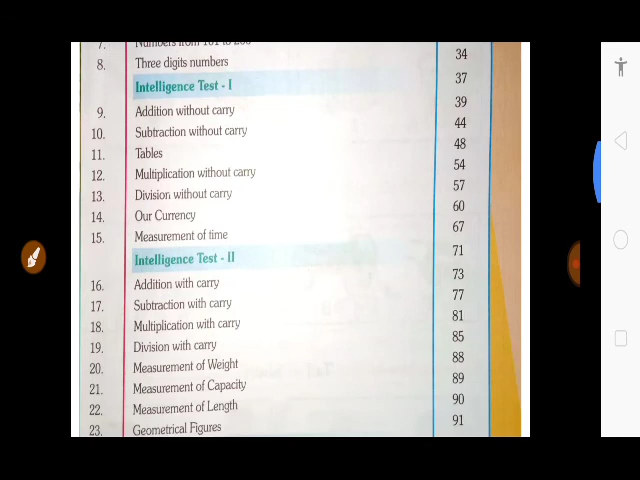 7. Numbers from to
8. Three digits numbers 34
Intelligence Test - I 37
9. Addition without carry 39
10. Subtraction without carry 44
11. Tables 48
12. Multiplication without carry 54
13. Division without carry 57
14. Our Currency 60
15. Measurement of time 67
Intelligence Test - II 71
16. Addition with carry 73
17. Subtraction with carry 77
18. Multiplication with carry 81
19. Division with carry 85
20. Measurement of Weight 88
21. Measurement of Capacity 89
22. Measurement of Length 90
23. Geometrical Figures 91